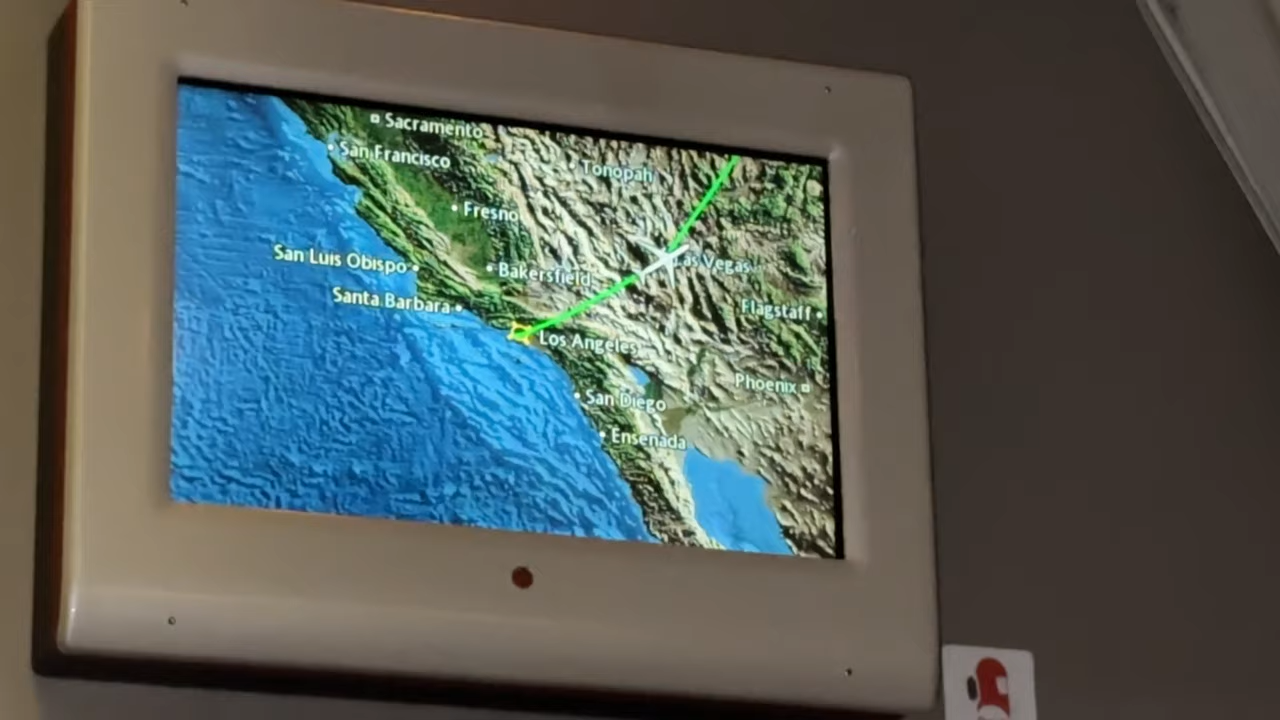 Sacramento
San Francisco
Tonopah
Fresno
San Luis Obispo
Bakersfield
Las Vegas
Santa Barbara
Flagstaff
Los Angeles
Phoenix
San Diego
Ensenada